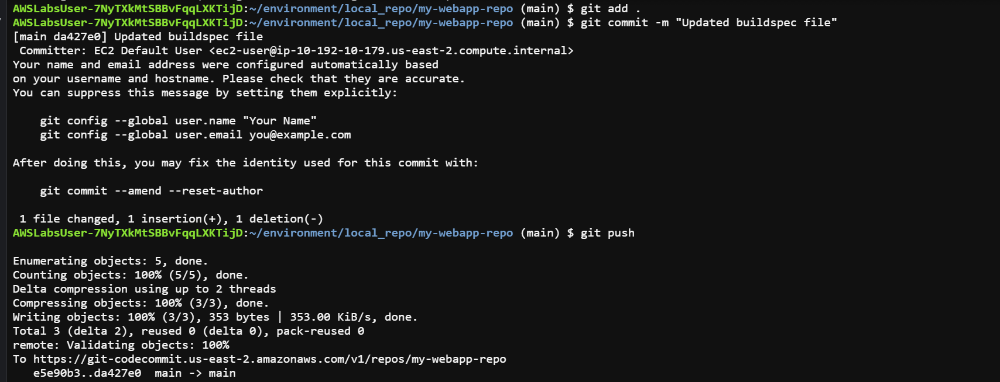 AWSLabsUser-7NyTXkMtSBBvFqqLXKTijD:~/environment/local_repo/my-webapp-repo (main) $ git add .
AWSLabsUser-7NyTXkMtSBBvFqqLXKTijD:~/environment/local_repo/my-webapp-repo (main) $ git commit -m "Updated buildspec file"
[main da427e0] Updated buildspec file
 Committer: EC2 Default User <ec2-user@ip-10-192-10-179.us-east-2.compute.internal>
Your name and email address were configured automatically based
on your username and hostname. Please check that they are accurate.
You can suppress this message by setting them explicitly:

    git config --global user.name "Your Name"
    git config --global user.email you@example.com

After doing this, you may fix the identity used for this commit with:

    git commit --amend --reset-author

 1 file changed, 1 insertion(+), 1 deletion(-)
AWSLabsUser-7NyTXkMtSBBvFqqLXKTijD:~/environment/local_repo/my-webapp-repo (main) $ git push

Enumerating objects: 5, done.
Counting objects: 100% (5/5), done.
Delta compression using up to 2 threads
Compressing objects: 100% (3/3), done.
Writing objects: 100% (3/3), 353 bytes | 353.00 KiB/s, done.
Total 3 (delta 2), reused 0 (delta 0), pack-reused 0
remote: Validating objects: 100%
To https://git-codecommit.us-east-2.amazonaws.com/v1/repos/my-webapp-repo
   e5e90b3..da427e0  main -> main